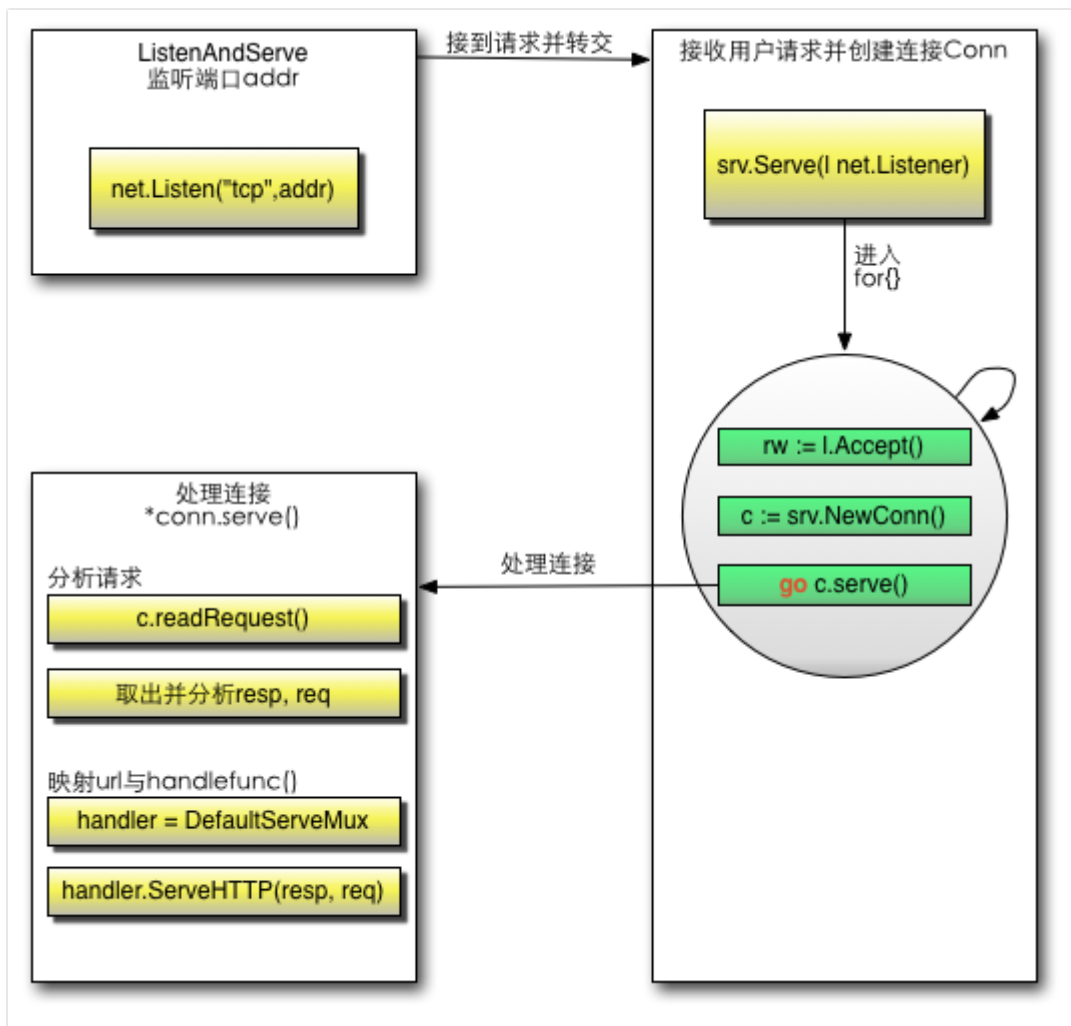 ListenAndServe
监听端口addr
net.Listen("tcp",addr)
接到请求并转交
接收用户请求并创建连接Conn
srv.Serve(l net.Listener)
进入
for{}
rw := l.Accept()
c := srv.NewConn()
go c.serve()
处理连接
处理连接
*conn.serve()
分析请求
c.readRequest()
取出并分析resp, req
映射url与handlefunc()
handler = DefaultServeMux
handler.ServeHTTP(resp, req)